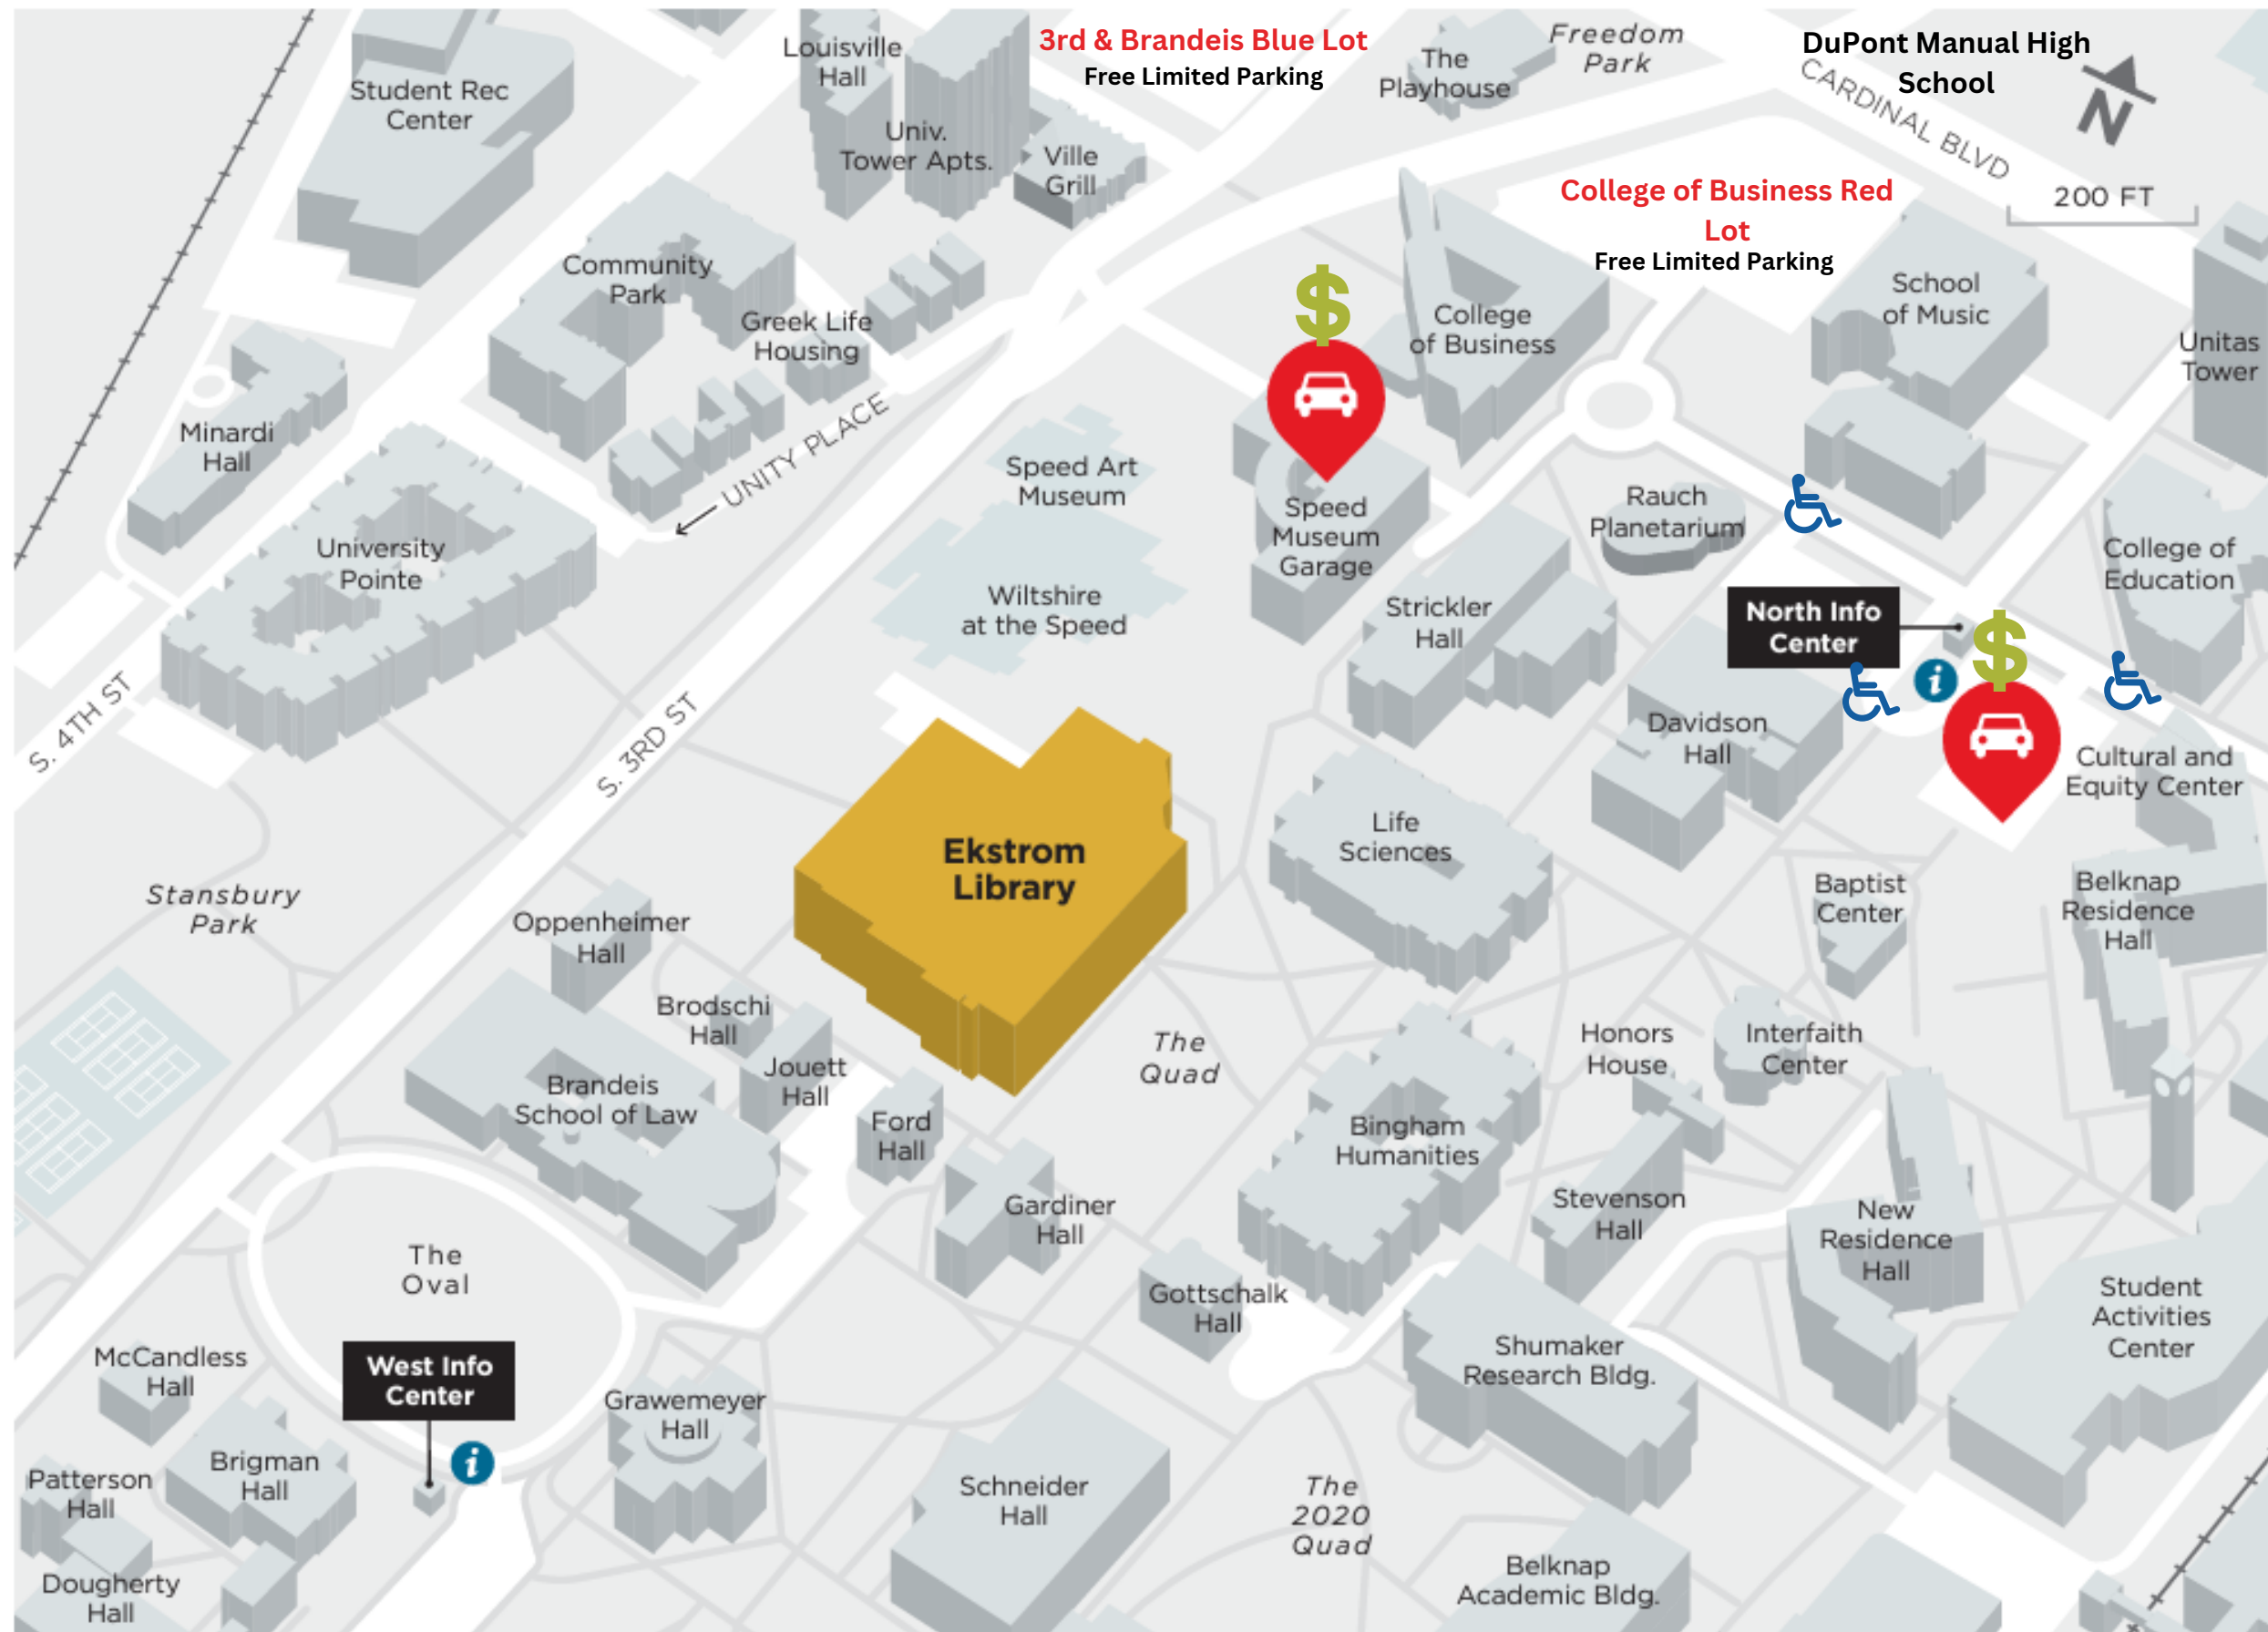 3rd & Brandeis Blue Lot
Free Limited Parking
DuPont Manual High
School
Freedom
Park
The
Playhouse
Louisville
Hall
Student Rec
Center
Univ.
Tower Apts.
Ville
Grill
CARDINAL BLVD
N
200 FT
College of Business Red
Lot
Free Limited Parking
Community
Park
Greek Life
Housing
$
College
of Business
School
of Music
Unitas
Tower
Minardi
Hall
UNITY PLACE
Speed Art
Museum
Speed
Museum
Garage
Rauch
Planetarium
University
Pointe
College of
Education
Wiltshire
at the Speed
Strickler
Hall
North Info
Center
i
$
S. 4TH ST
S. 3RD ST
Davidson
Hall
Cultural and
Equity Center
Ekstrom
Library
Life
Sciences
Stansbury
Park
Oppenheimer
Hall
Baptist
Center
Belknap
Residence
Hall
Brodschi
Hall
The
Quad
Honors
House
Interfaith
Center
Jouett
Hall
Brandeis
School of Law
Ford
Hall
Bingham
Humanities
Gardiner
Hall
Stevenson
Hall
New
Residence
Hall
The
Oval
Gottschalk
Hall
Student
Activities
Center
McCandless
Hall
West Info
Center
i
Shumaker
Research Bldg.
Grawemeyer
Hall
Patterson
Hall
Brigman
Hall
Schneider
Hall
The
2020
Quad
Dougherty
Hall
Belknap
Academic Bldg.